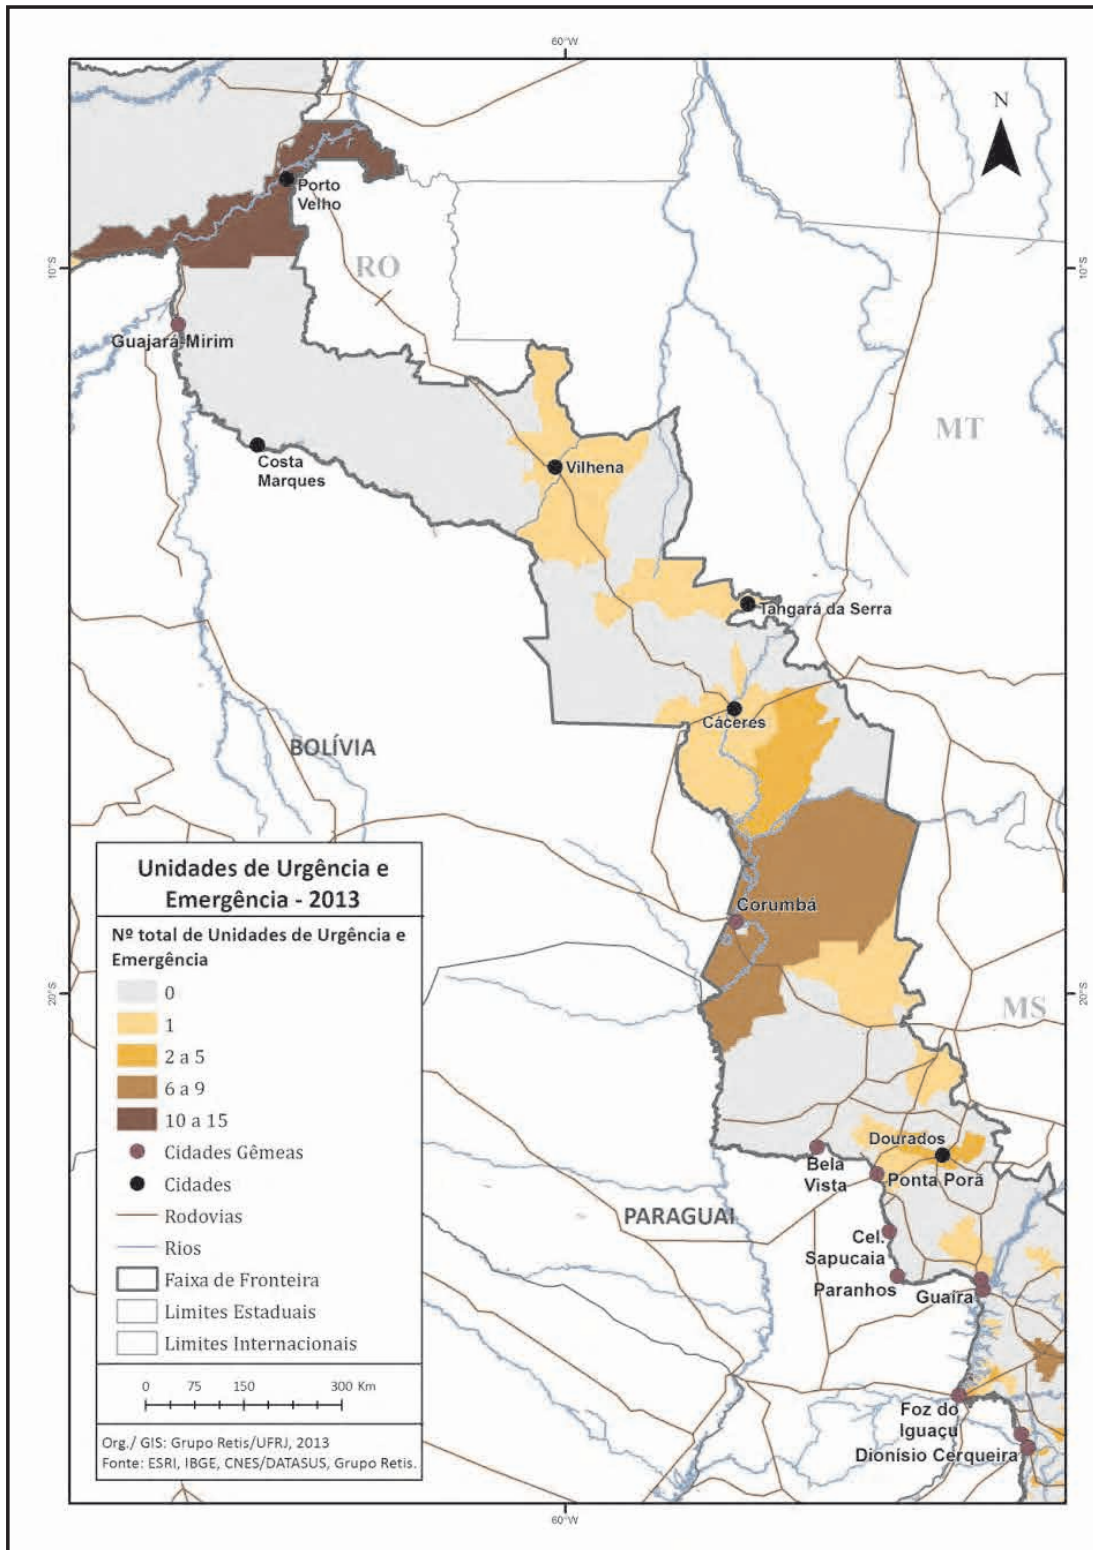 60°W
N
Porto
Velho
10°S
RO
10°S
Guajará-Mirim
MT
Costa
Marques
Vilhena
Tangará da Serra
Cáceres
BOLÍVIA
Unidades de Urgência e
Emergência - 2013
Nº total de Unidades de Urgência e
Emergência
0
1
2 a 5
6 a 9
10 a 15
Cidades Gêmeas
Cidades
Rodovias
Rios
Faixa de Fronteira
Limites Estaduais
Limites Internacionais
0 75 150 300 Km
Org./ GIS: Grupo Retis/UFRJ, 2013
Fonte: ESRI, IBGE, CNES/DATASUS, Grupo Retis.
Corumbá
20°S
20°S
MS
Dourados
Bela
Vista
Ponta Porã
PARAGUAI
Cel.
Sapucaia
Paranhos
Guaíra
Foz do
Iguaçu
Dionísio Cerqueira
60°W